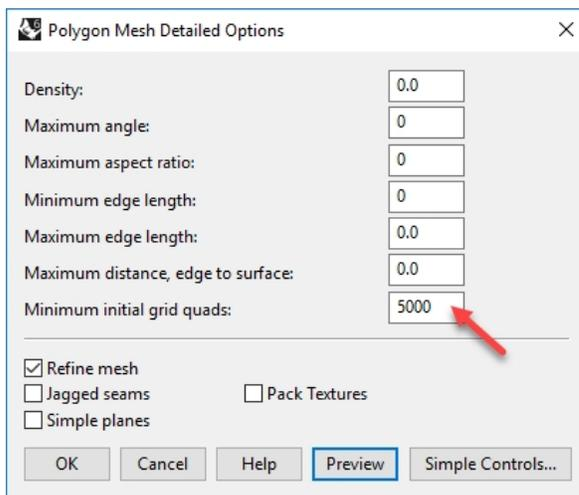 Polygon Mesh Detailed Options
Density: 0.0
Maximum angle: 0
Maximum aspect ratio: 0
Minimum edge length: 0
Maximum edge length: 0.0
Maximum distance, edge to surface: 0.0
Minimum initial grid quads: 5000
Refine mesh
Jagged seams Pack Textures
Simple planes
OK Cancel Help Preview Simple Controls...